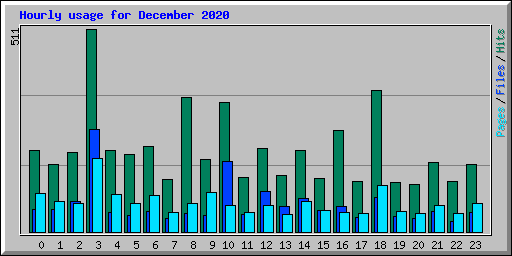 Hourly usage for December 2020
511
Pages/Files/Hits
0 1 2 3 4 5 6 7 8 9 10 11 12 13 14 15 16 17 18 19 20 21 22 23